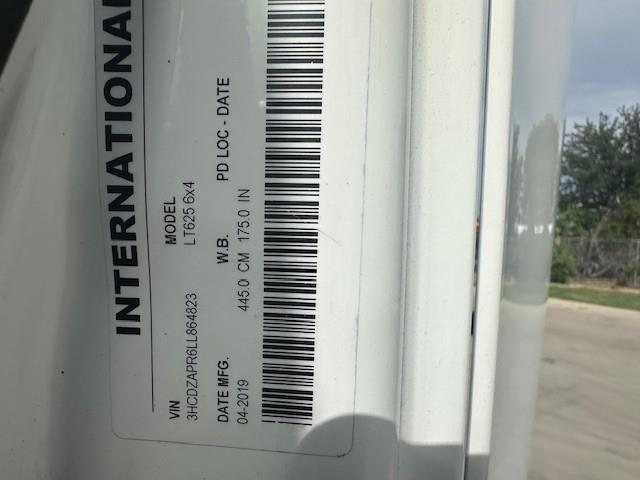 INTERNATIONAL
VIN MODEL
3HCDZAPR6LL864823 LT625 6x4
DATE MFG. W.B. PD LOC - DATE
04-2019 445.0 CM 175.0 IN